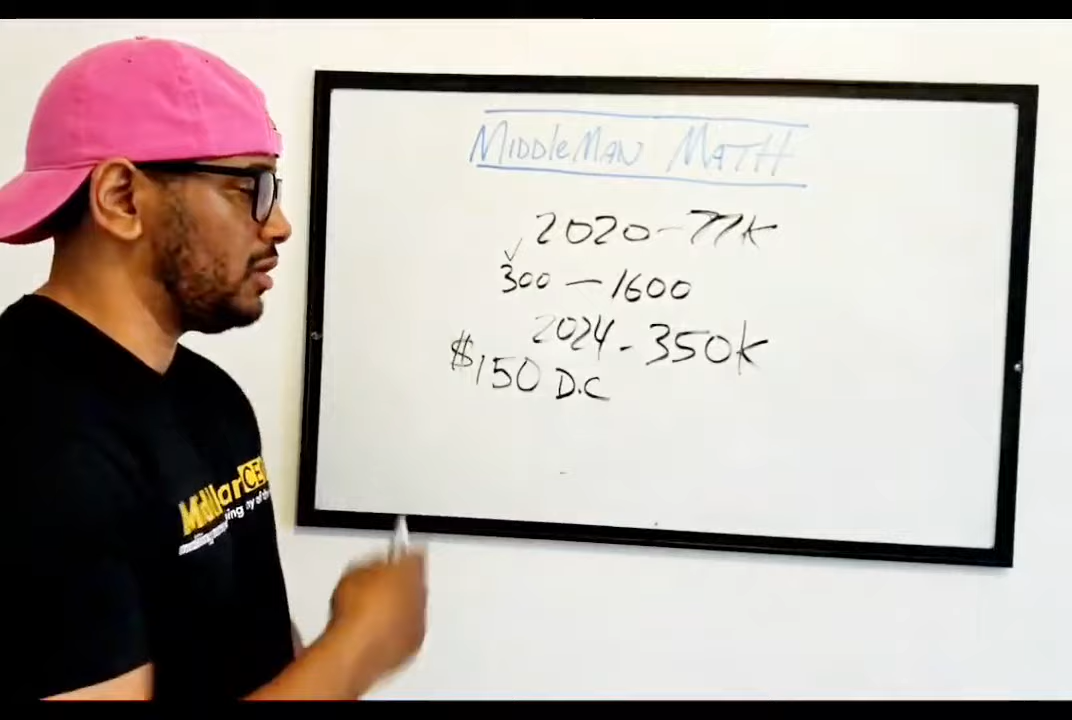 MiddleMan MATH
2020 - 77K
300 - 1600
2024 - 350K
$150 D.C